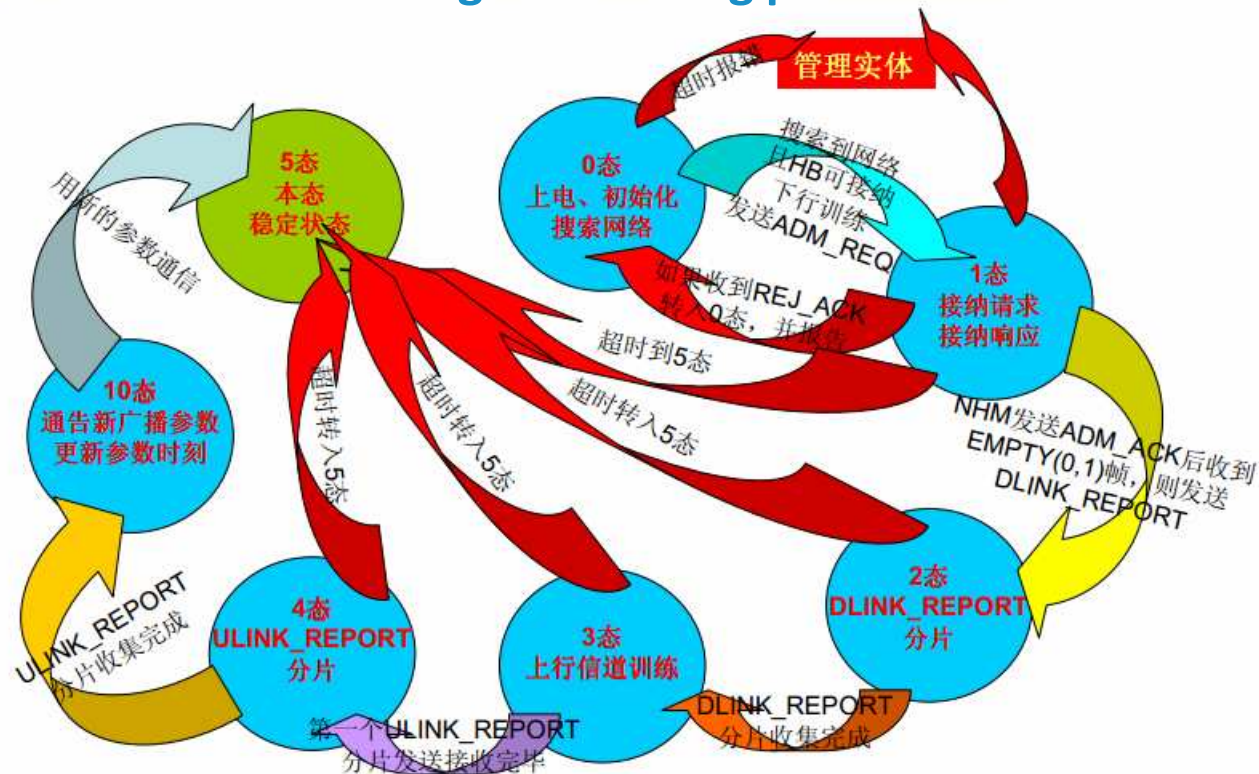 管理实体
超时报错
5态
本态
稳定状态
0态
上电、初始化
搜索网络
搜索到网络
且HB可接纳
下行训练
发送ADM_REQ
用新的参数通信
1态
接纳请求
接纳响应
如果收到REJ_ACK
转入0态，并报告
超时到5态
超时转入5态
超时转入5态
超时转入5态
10态
通告新广播参数
更新参数时刻
NHM发送ADM_ACK后收到
EMPTY(0,1)帧，则发送
DLINK_REPORT
2态
DLINK_REPORT
分片
4态
ULINK_REPORT
分片
3态
上行信道训练
ULINK_REPORT
分片收集完成
DLINK_REPORT
分片收集完成
第一个ULINK_REPORT
分片发送接收完毕